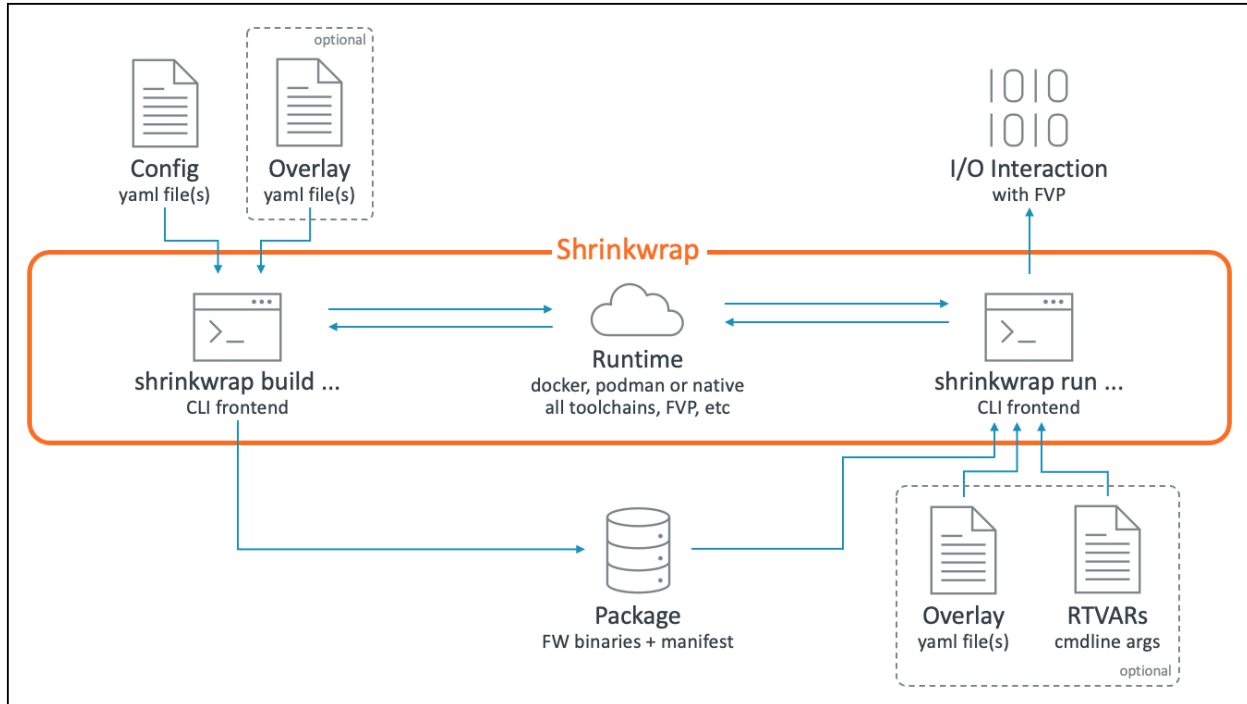 optional
Config
yaml file(s)
Overlay
yaml file(s)
IOIO
IOIO
I/O Interaction
with FVP
Shrinkwrap
>_
shrinkwrap build ...
CLI frontend
Runtime
docker, podman or native
all toolchains, FVP, etc
>_
shrinkwrap run ...
CLI frontend
Package
FW binaries + manifest
Overlay
yaml file(s)
RTVARs
cmdline args
optional